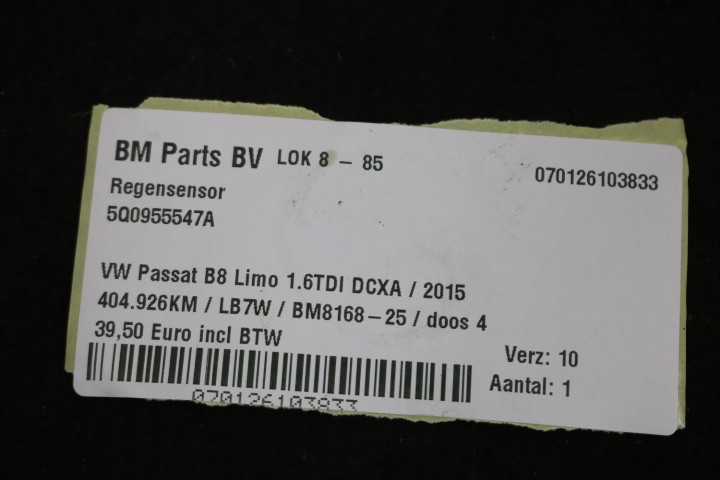 BM Parts BV LOK 8 – 85
070126103833
Regensensor
5Q0955547A
VW Passat B8 Limo 1.6TDI DCXA / 2015
404.926KM / LB7W / BM8168–25 / doos 4
39,50 Euro incl BTW
Verz: 10
Aantal: 1
070126103833